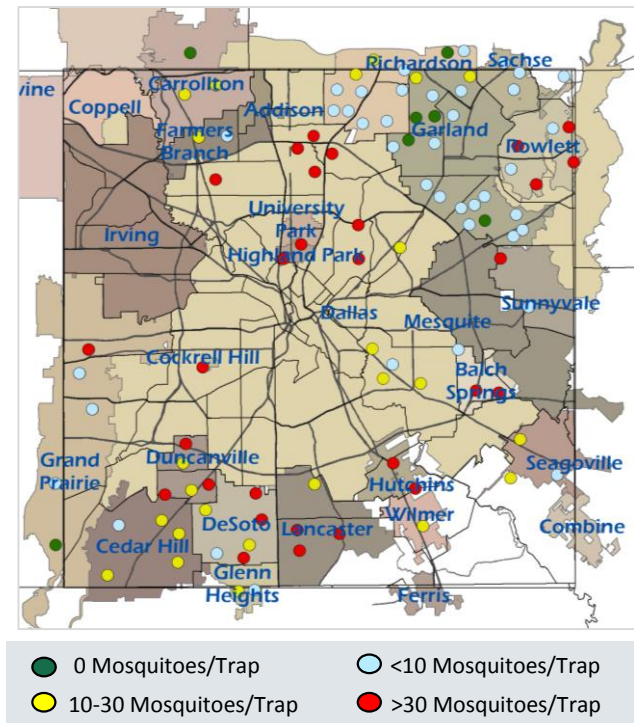 Richardson
Sachse
vine
Carrollton
Coppell
Addison
Farmers
Branch
Garland
Rowlett
University
Park
Irving
Highland Park
Sunnyvale
Dallas
Mesquite
Cockrell Hill
Balch
Springs
Duncanville
Seagoville
Grand
Prairie
Hutchins
DeSoto
Lancaster
Wilmer
Combine
Cedar Hill
Glenn
Heights
Ferris
0 Mosquitoes/Trap
<10 Mosquitoes/Trap
10-30 Mosquitoes/Trap
>30 Mosquitoes/Trap